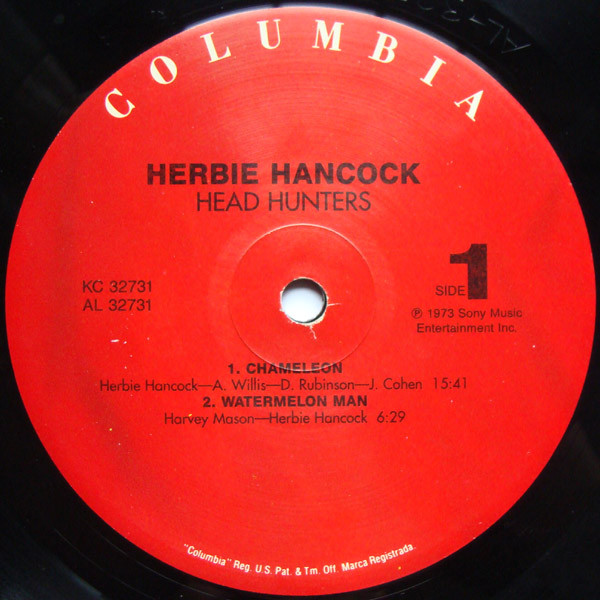 COLUMBIA
HERBIE HANCOCK
HEAD HUNTERS
KC 32731
AL 32731
SIDE 1
℗ 1973 Sony Music
Entertainment Inc.
1. CHAMELEON
Herbie Hancock—A. Willis—D. Rubinson—J. Cohen 15:41
2. WATERMELON MAN
Harvey Mason—Herbie Hancock 6:29
"Columbia" Reg. U.S. Pat. & Tm. Off. Marca Registrada.